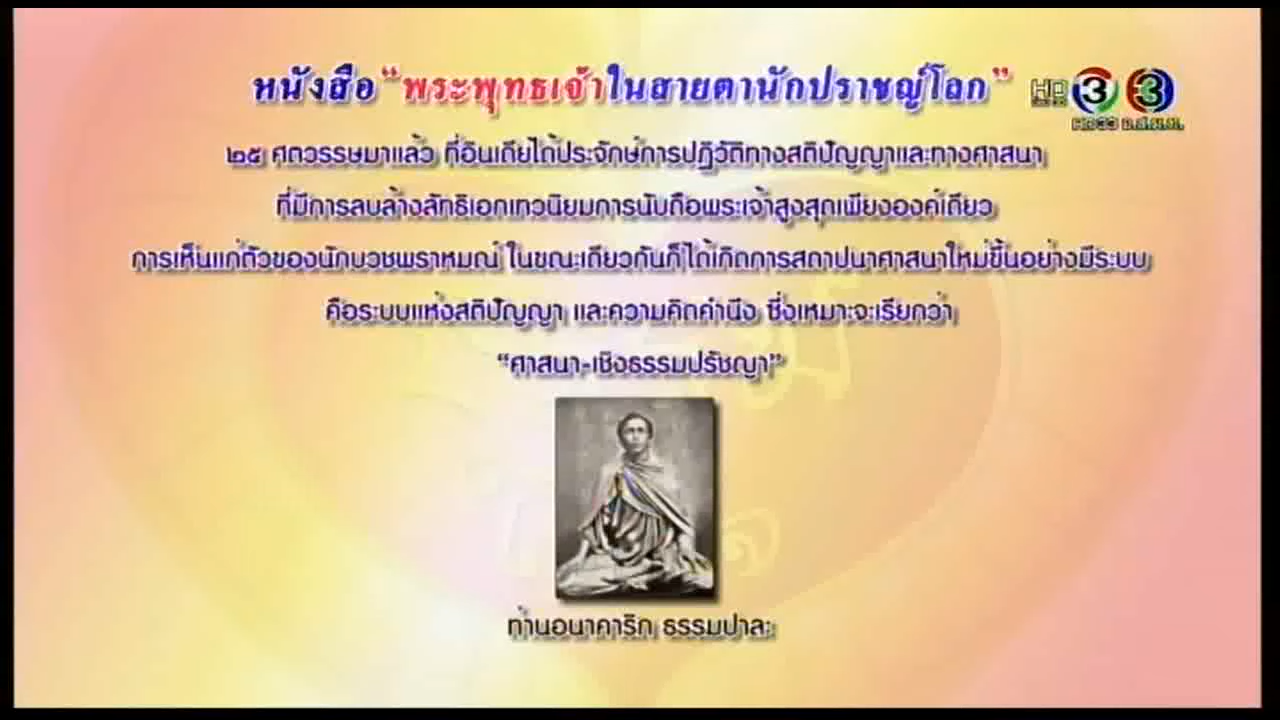 หนังสือ “พระพุทธเจ้าในสายตานักปราชญ์โลก”
HD 3 3
HD33 อ.ส.ม.ท.
๒๕ ศตวรรษมาแล้ว ที่อินเดียได้ประจักษ์การปฏิวัติทางสติปัญญาและทางศาสนา
ที่มีการลบล้างลัทธิเอกเทวนิยมการนับถือพระเจ้าสูงสุดเพียงองค์เดียว
การเห็นแก่ตัวของนักบวชพราหมณ์ ในขณะเดียวกันก็ได้เกิดการสถาปนาศาสนาใหม่ขึ้นอย่างมีระบบ
คือระบบแห่งสติปัญญา และความคิดคำนึง ซึ่งเหมาะจะเรียกว่า
“ศาสนา-เชิงธรรมปรัชญา”
ท่านอนาคาริก ธรรมปาละ